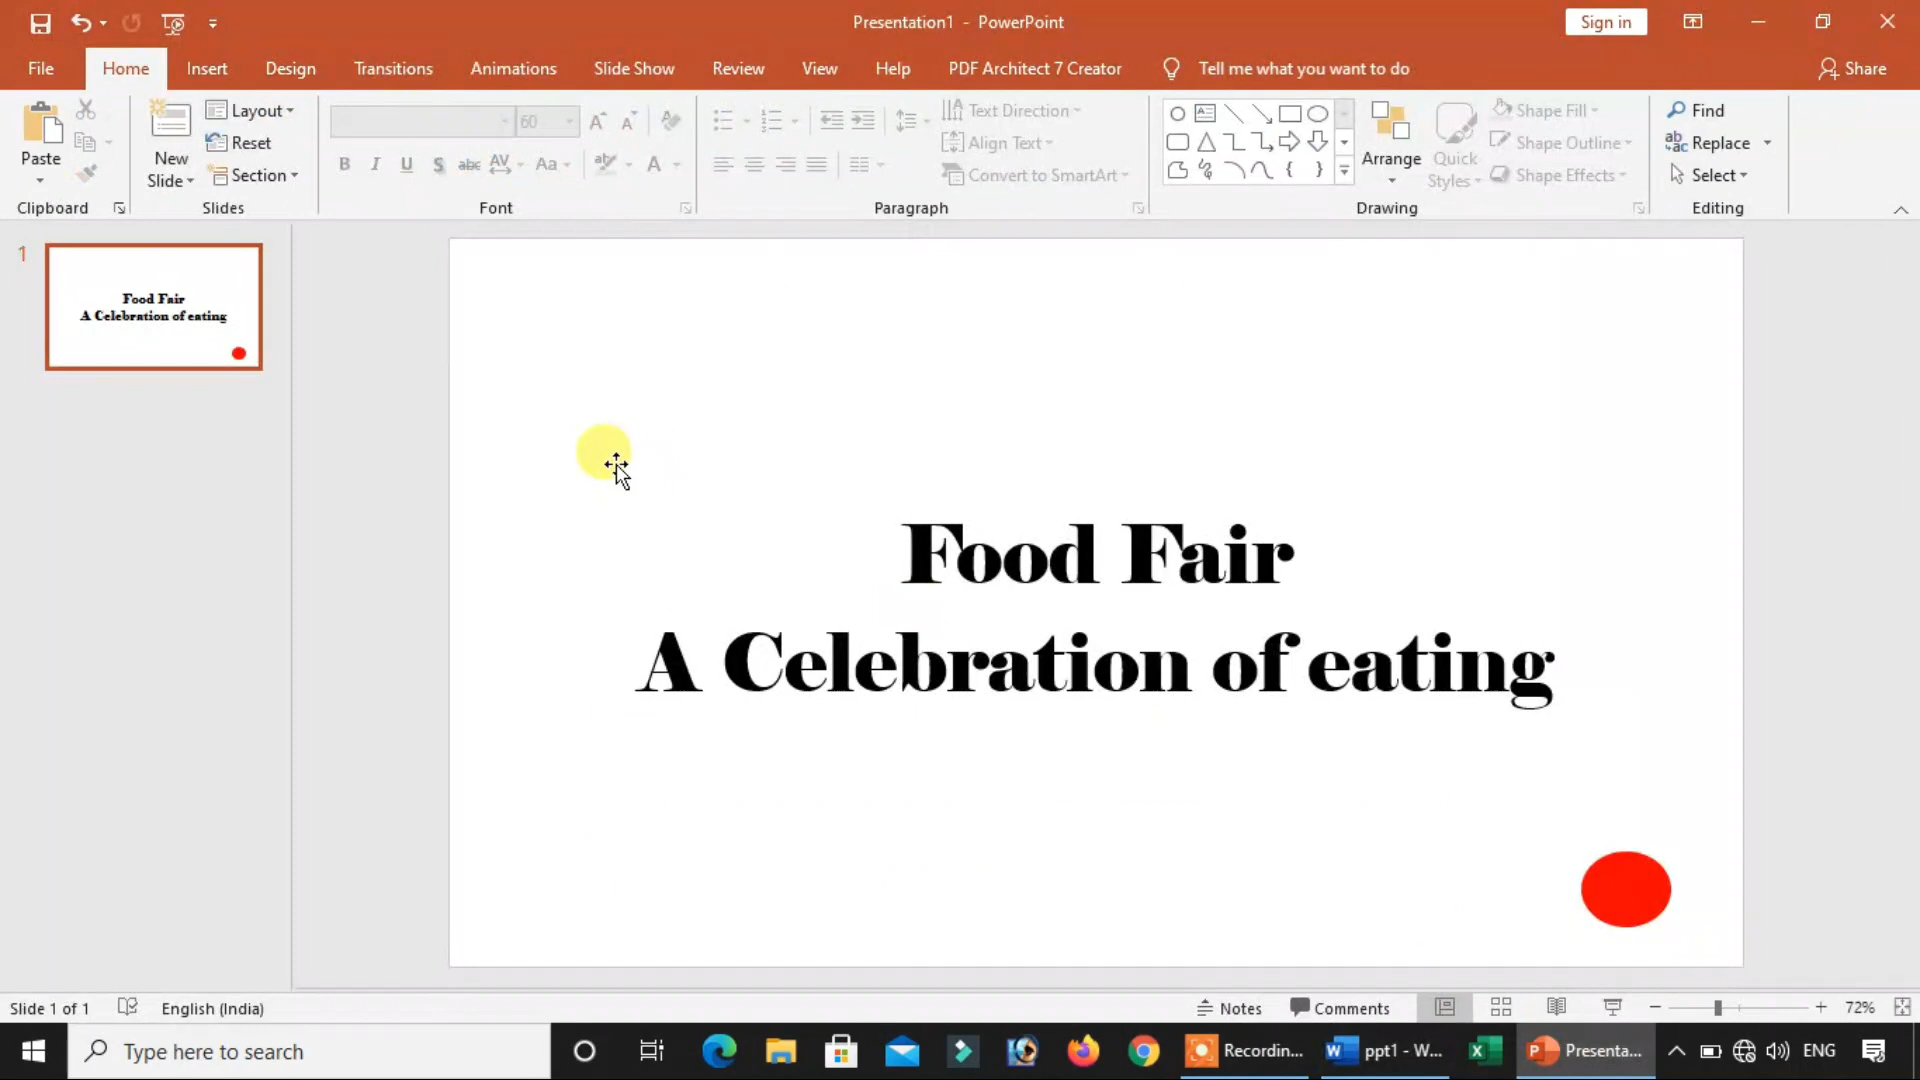 Presentation1 - PowerPoint
Sign in
File Home Insert Design Transitions Animations Slide Show Review View Help PDF Architect 7 Creator Tell me what you want to do Share
Paste
New Slide
Layout
Reset
Section
60
B I U S abc AV Aa A
Text Direction
Align Text
Convert to SmartArt
Arrange
Quick Styles
Shape Fill
Shape Outline
Shape Effects
Find
Replace
Select
Clipboard Slides Font Paragraph Drawing Editing
1
Food Fair
A Celebration of eating
Food Fair
A Celebration of eating
Slide 1 of 1 English (India) Notes Comments 72%
Type here to search Recordin... ppt1 - W... Presenta... ENG